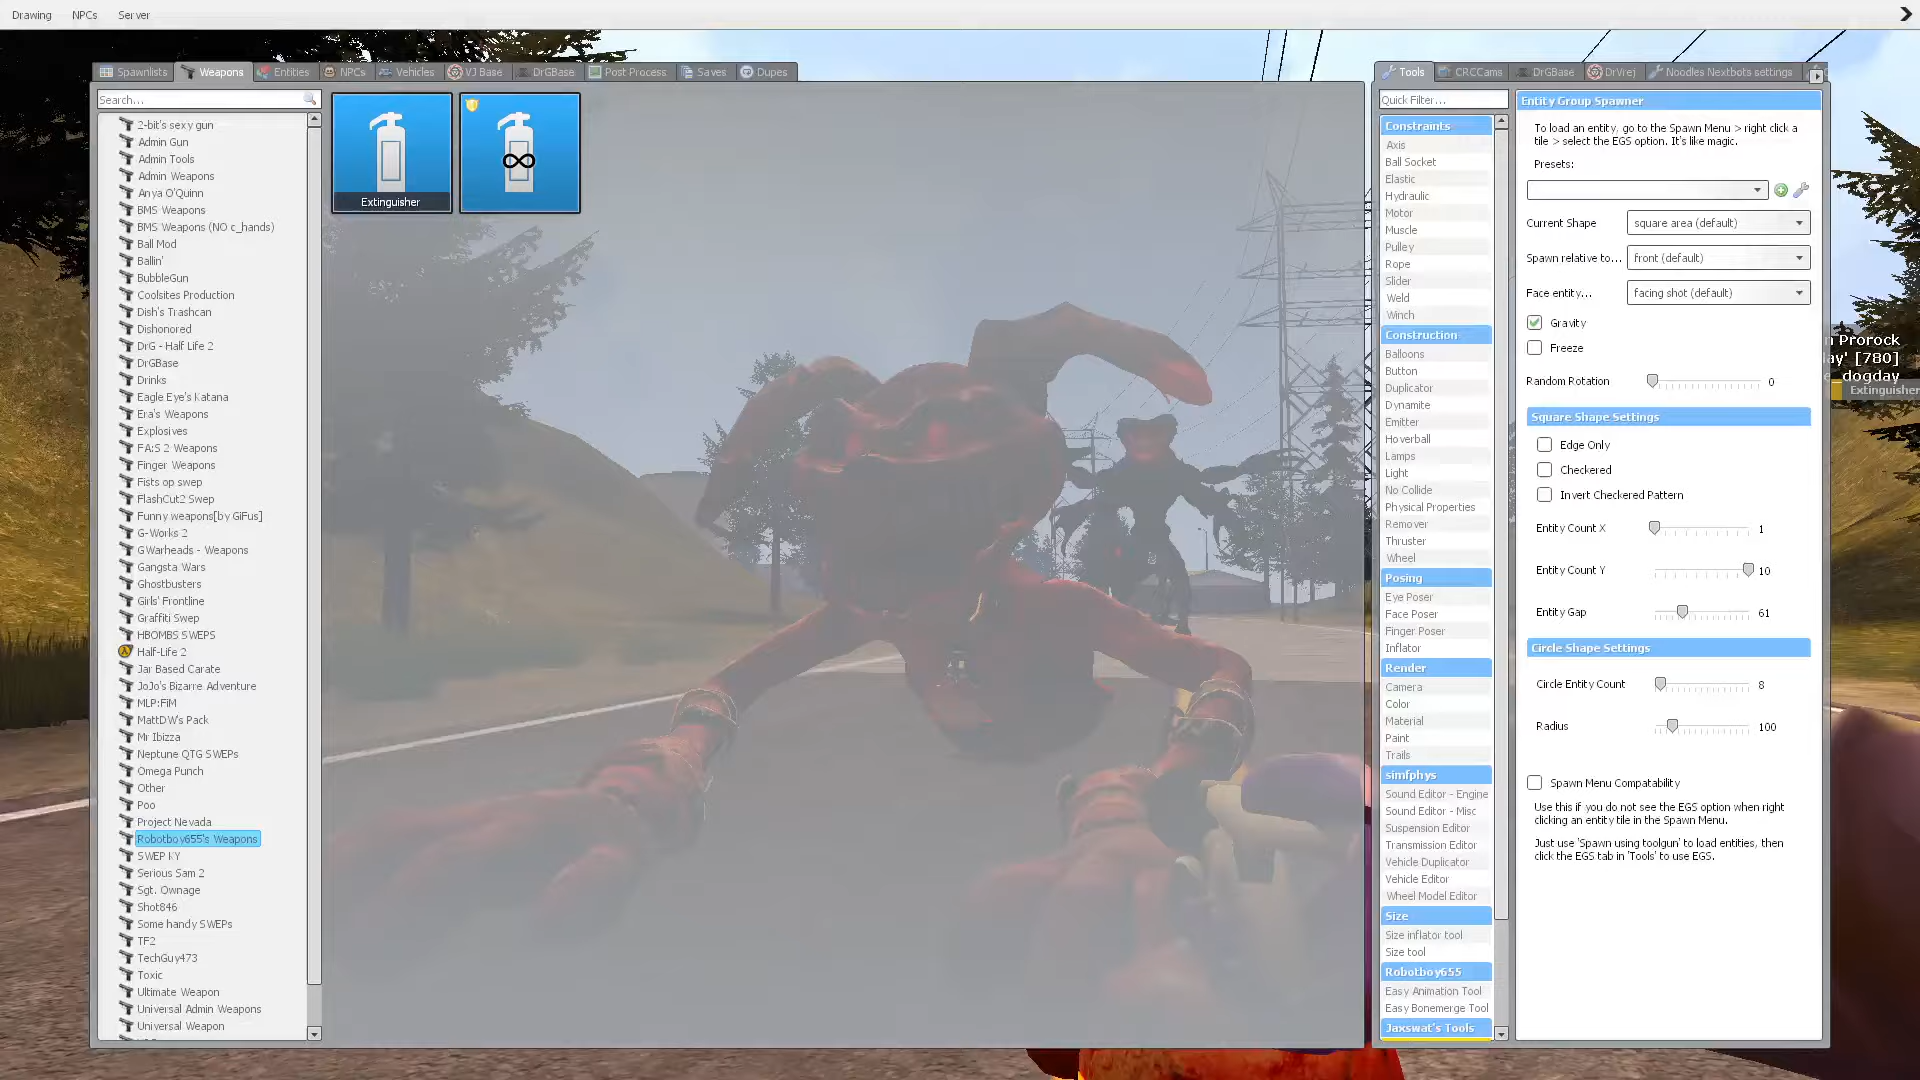 Drawing NPCs Server
Spawnlists Weapons Entities NPCs Vehicles VJ Base DrGBase Post Process Saves Dupes
Search...
2-bit's sexy gun
Admin Gun
Admin Tools
Admin Weapons
Anya O'Quinn
BMS Weapons
BMS Weapons (NO c_hands)
Ball Mod
Ballin'
BubbleGun
Coolsites Production
Dish's Trashcan
Dishonored
DrG - Half Life 2
DrGBase
Drinks
Eagle Eye's Katana
Era's Weapons
Explosives
F.A:S 2 Weapons
Finger Weapons
Fists op swep
FlashCut2 Swep
Funny weapons[by GiFus]
G-Works 2
GWarheads - Weapons
Gangsta Wars
Ghostbusters
Girls' Frontline
Graffiti Swep
HBOMBS SWEPS
Half-Life 2
Jar Based Carate
JoJo's Bizarre Adventure
MLP:FiM
MattDW's Pack
Mr Ibizza
Neptune QTG SWEPs
Omega Punch
Other
Poo
Project Nevada
Robotboy655's Weapons
SWEP KY
Serious Sam 2
Sgt. Ownage
Shot846
Some handy SWEPs
TF2
TechGuy473
Toxic
Ultimate Weapon
Universal Admin Weapons
Universal Weapon
Extinguisher
Tools CRCCams DrGBase DrVrej Noodles Nextbots settings
Quick Filter...
Constraints
Axis
Ball Socket
Elastic
Hydraulic
Motor
Muscle
Pulley
Rope
Slider
Weld
Winch
Construction
Balloons
Button
Duplicator
Dynamite
Emitter
Hoverball
Lamps
Light
No Collide
Physical Properties
Remover
Thruster
Wheel
Posing
Eye Poser
Face Poser
Finger Poser
Inflator
Render
Camera
Color
Material
Paint
Trails
simfphys
Sound Editor - Engine
Sound Editor - Misc
Suspension Editor
Transmission Editor
Vehicle Duplicator
Vehicle Editor
Wheel Model Editor
Size
Size inflator tool
Size tool
Robotboy655
Easy Animation Tool
Easy Bonemerge Tool
Jaxswat's Tools
Entity Group Spawner
To load an entity, go to the Spawn Menu > right click a
tile > select the EGS option. It's like magic.
Presets:
Current Shape square area (default)
Spawn relative to... front (default)
Face entity... facing shot (default)
Gravity
Freeze
Random Rotation 0
Square Shape Settings
Edge Only
Checkered
Invert Checkered Pattern
Entity Count X 1
Entity Count Y 10
Entity Gap 61
Circle Shape Settings
Circle Entity Count 8
Radius 100
Spawn Menu Compatability
Use this if you do not see the EGS option when right
clicking an entity tile in the Spawn Menu.
Just use 'Spawn using toolgun' to load entities, then
click the EGS tab in 'Tools' to use EGS.
n Prorock
ay' [780]
dogday
Extinguisher